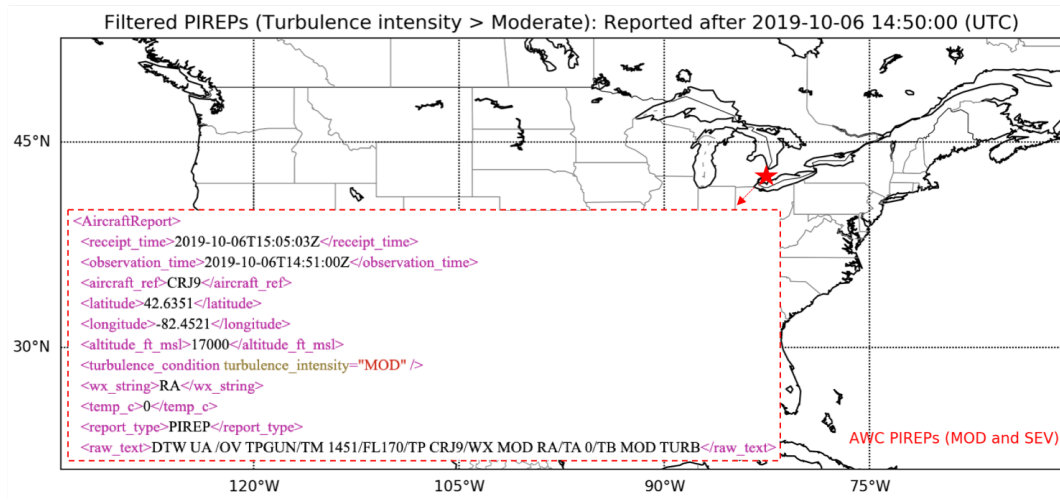 Filtered PIREPs (Turbulence intensity > Moderate): Reported after 2019-10-06 14:50:00 (UTC)
45°N
<AircraftReport>
<receipt_time>2019-10-06T15:05:03Z</receipt_time>
<observation_time>2019-10-06T14:51:00Z</observation_time>
<aircraft_ref>CRJ9</aircraft_ref>
<latitude>42.6351</latitude>
<longitude>-82.4521</longitude>
30°N
<altitude_ft_msl>17000</altitude_ft_msl>
<turbulence_condition turbulence_intensity="MOD" />
<wx_string>RA</wx_string>
<temp_c>0</temp_c>
<report_type>PIREP</report_type>
<raw_text>DTW UA /OV TPGUN/TM 1451/FL170/TP CRJ9/WX MOD RA/TA 0/TB MOD TURB</raw_text>
AWC PIREPs (MOD and SEV)
120°W 105°W 90°W 75°W